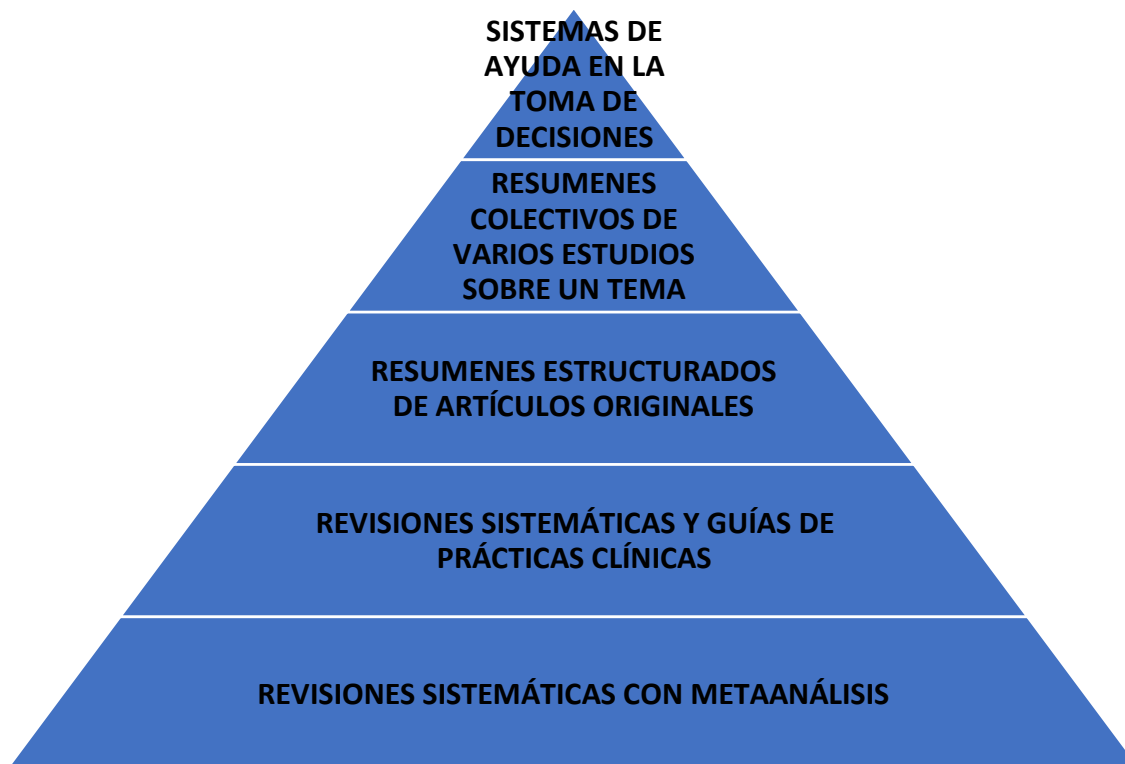 SISTEMAS DE
AYUDA EN LA
TOMA DE
DECISIONES
RESUMENES
COLECTIVOS DE
VARIOS ESTUDIOS
SOBRE UN TEMA
RESUMENES ESTRUCTURADOS
DE ARTÍCULOS ORIGINALES
REVISIONES SISTEMÁTICAS Y GUÍAS DE
PRÁCTICAS CLÍNICAS
REVISIONES SISTEMÁTICAS CON METAANÁLISIS